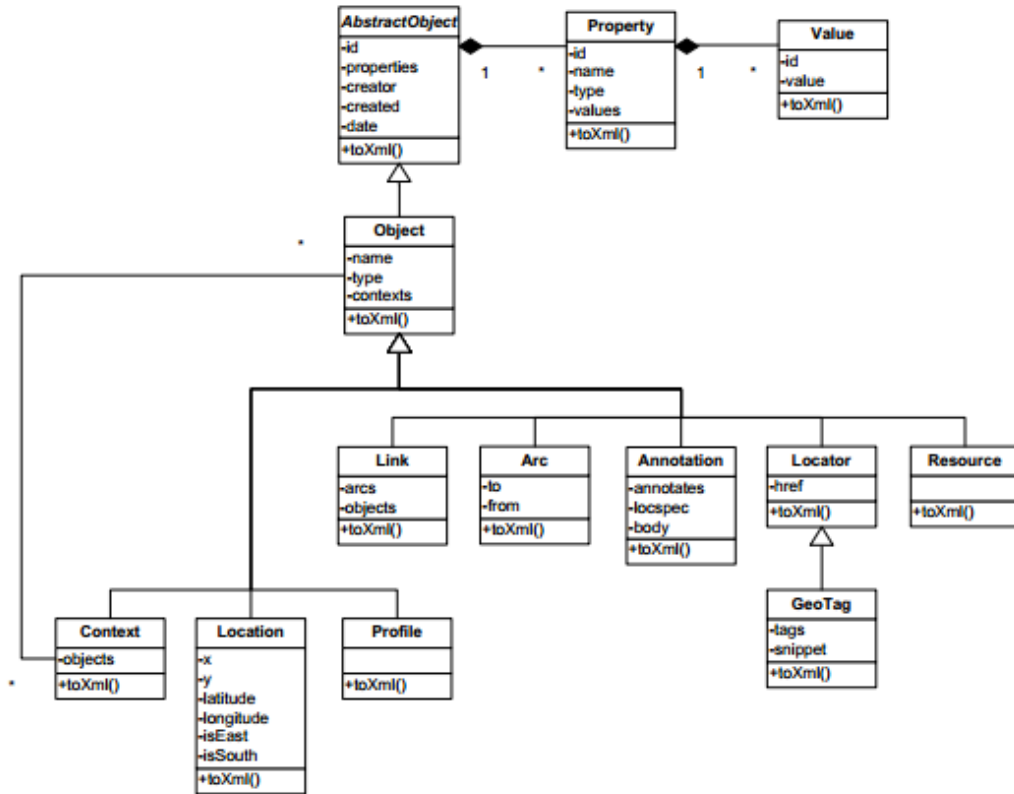 AbstractObject
-id
-properties
-creator
-created
-date
+toXml()
1
*
Property
-id
-name
-type
-values
+toXml()
1
*
Value
-id
-value
+toXml()
*
Object
-name
-type
-contexts
+toXml()
Link
-arcs
-objects
+toXml()
Arc
-to
-from
+toXml()
Annotation
-annotates
-locspec
-body
+toXml()
Locator
-href
+toXml()
Resource
+toXml()
Context
-objects
+toXml()
*
Location
-x
-y
-latitude
-longitude
-isEast
-isSouth
+toXml()
Profile
+toXml()
GeoTag
-tags
-snippet
+toXml()